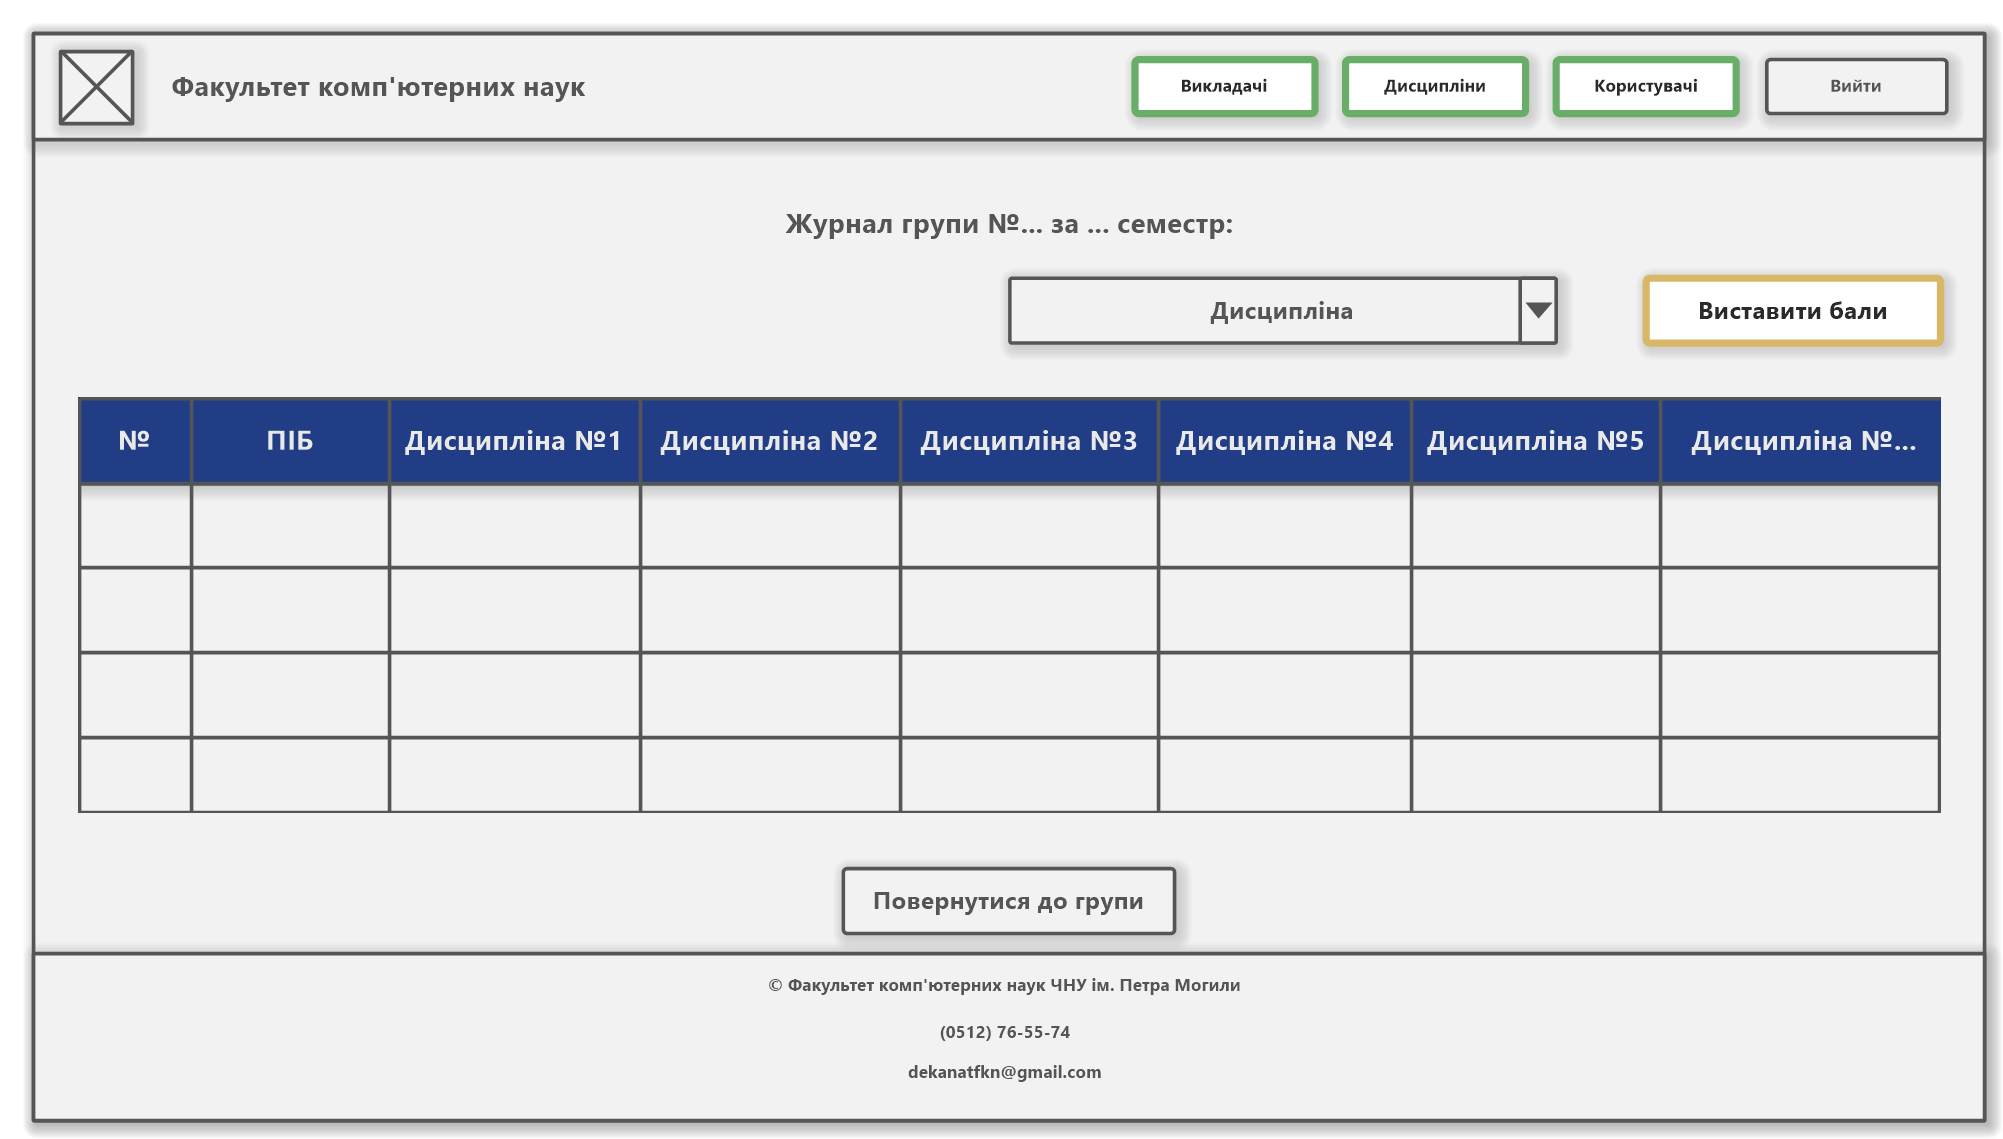 Факультет комп'ютерних наук
Викладачі
Дисципліни
Користувачі
Вийти
Журнал групи №... за ... семестр:
Дисципліна
Виставити бали
№ ПІБ Дисципліна №1 Дисципліна №2 Дисципліна №3 Дисципліна №4 Дисципліна №5 Дисципліна №...
Повернутися до групи
© Факультет комп'ютерних наук ЧНУ ім. Петра Могили
(0512) 76-55-74
dekanatfkn@gmail.com